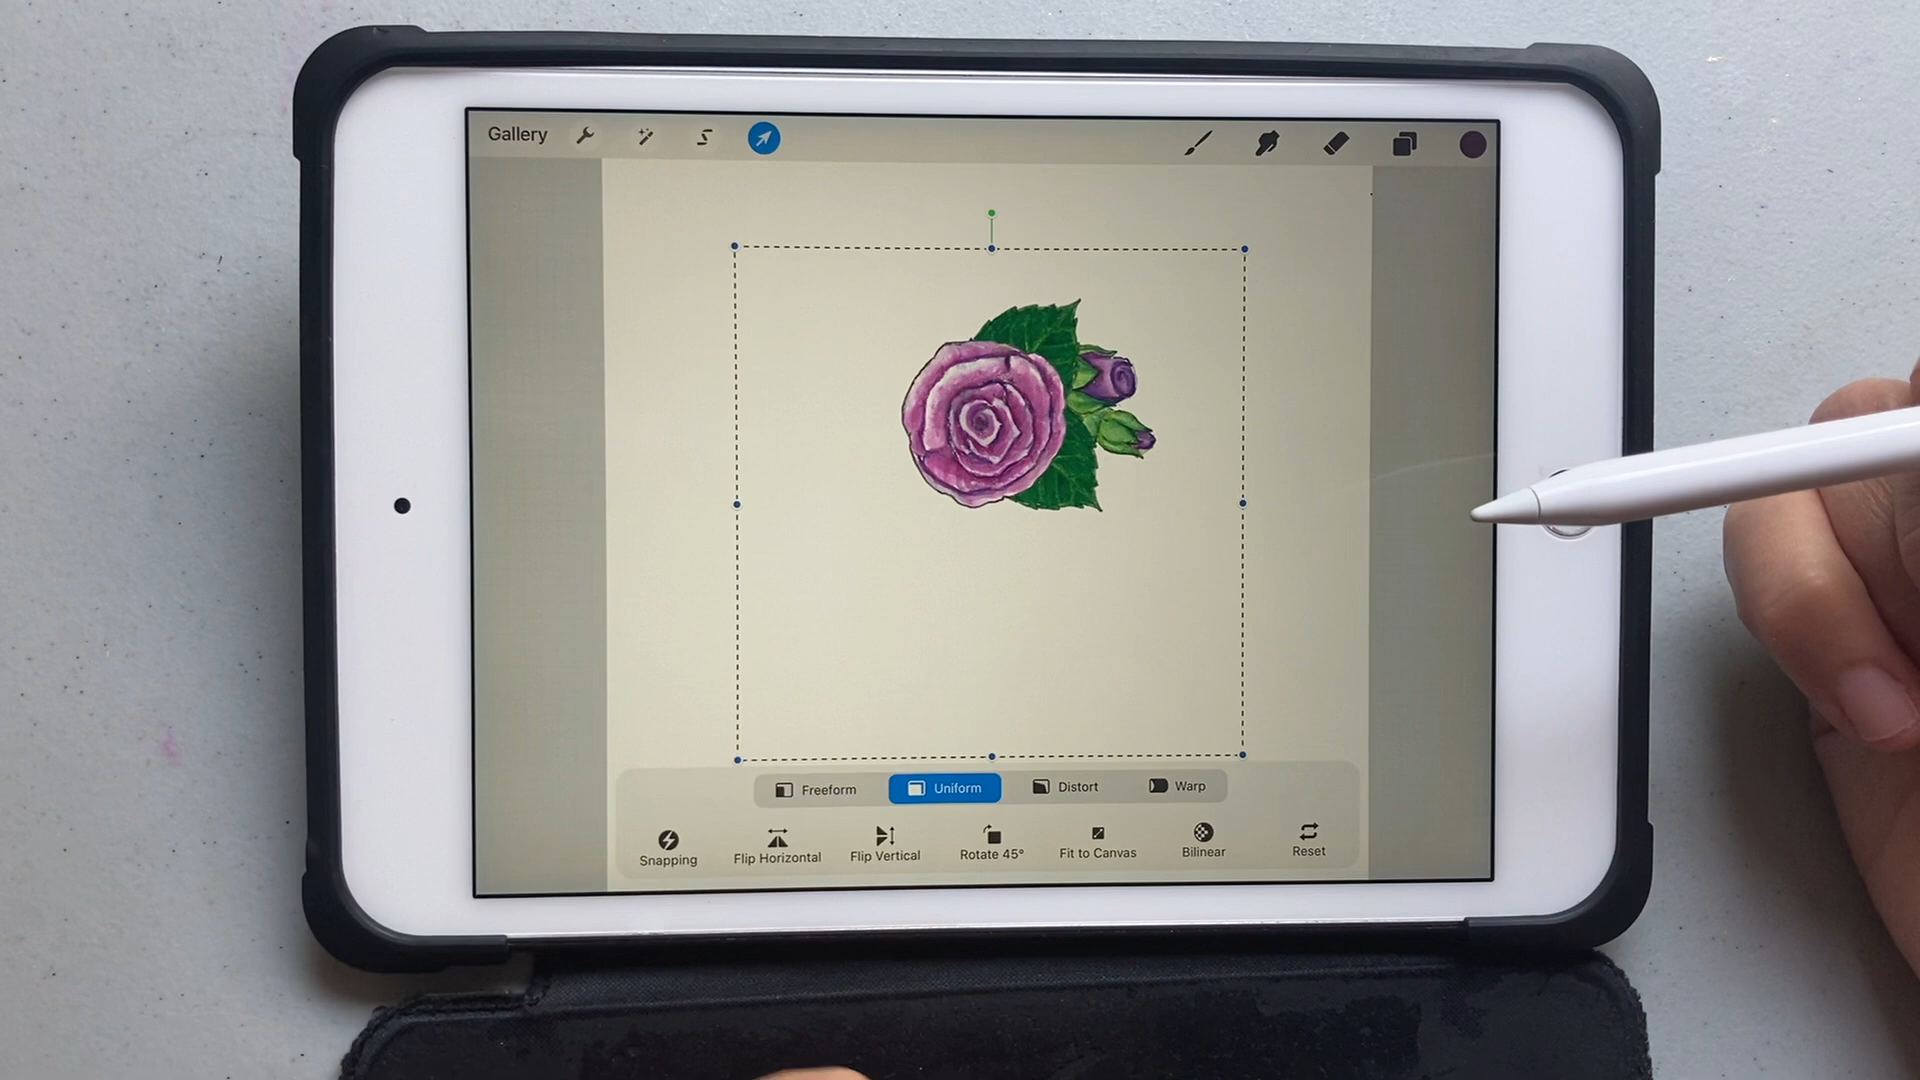 Gallery
Freeform Uniform Distort Warp
Snapping Flip Horizontal Flip Vertical Rotate 45° Fit to Canvas Bilinear Reset